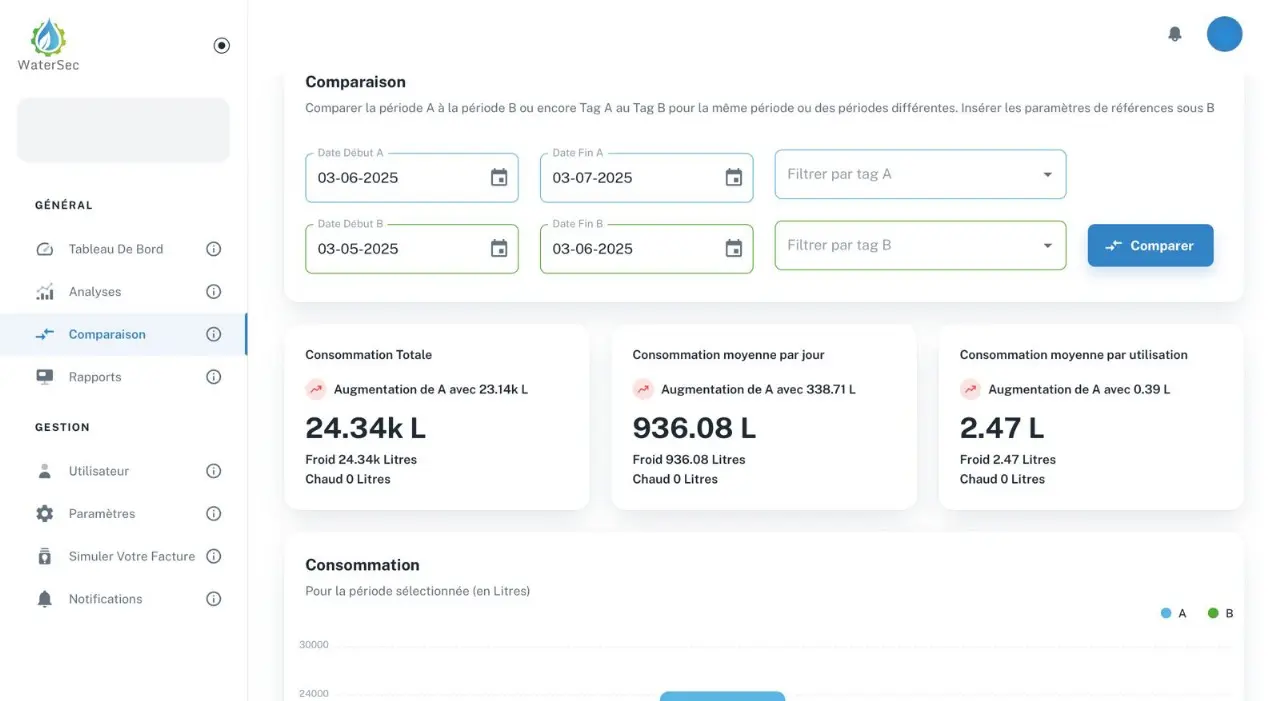 WaterSec
GÉNÉRAL
Tableau De Bord
Analyses
Comparaison
Rapports
GESTION
Utilisateur
Paramètres
Simuler Votre Facture
Notifications
Comparaison
Comparer la période A à la période B ou encore Tag A au Tag B pour la même période ou des périodes différentes. Insérer les paramètres de références sous B
Date Début A
03-06-2025
Date Fin A
03-07-2025
Filtrer par tag A
Date Début B
03-05-2025
Date Fin B
03-06-2025
Filtrer par tag B
Comparer
Consommation Totale
Augmentation de A avec 23.14k L
24.34k L
Froid 24.34k Litres
Chaud 0 Litres
Consommation moyenne par jour
Augmentation de A avec 338.71 L
936.08 L
Froid 936.08 Litres
Chaud 0 Litres
Consommation moyenne par utilisation
Augmentation de A avec 0.39 L
2.47 L
Froid 2.47 Litres
Chaud 0 Litres
Consommation
Pour la période sélectionnée (en Litres)
A
B
30000
24000